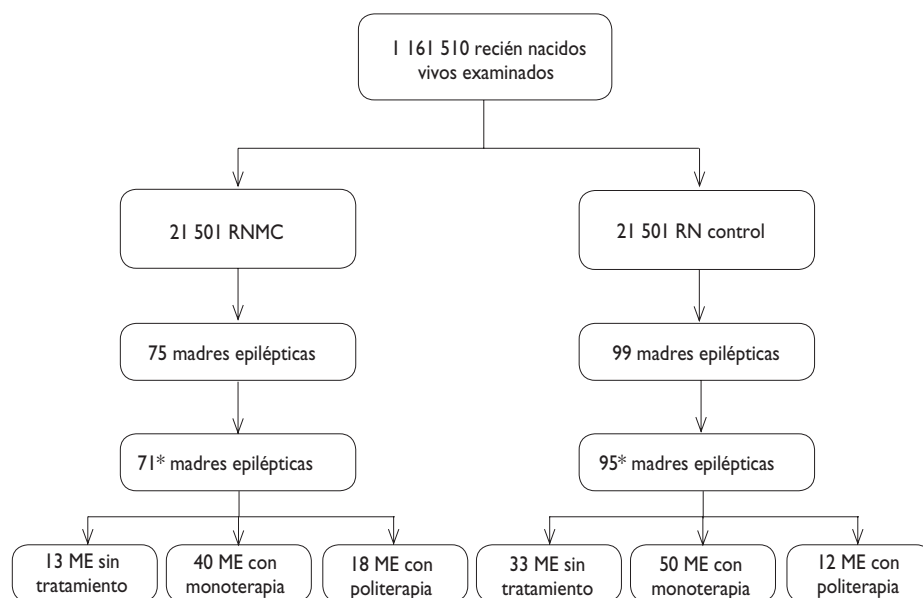 1 161 510 recién nacidos
vivos examinados
21 501 RNMC
21 501 RN control
75 madres epilépticas
99 madres epilépticas
71* madres epilépticas
95* madres epilépticas
13 ME sin
tratamiento
40 ME con
monoterapia
18 ME con
politerapia
33 ME sin
tratamiento
50 ME con
monoterapia
12 ME con
politerapia